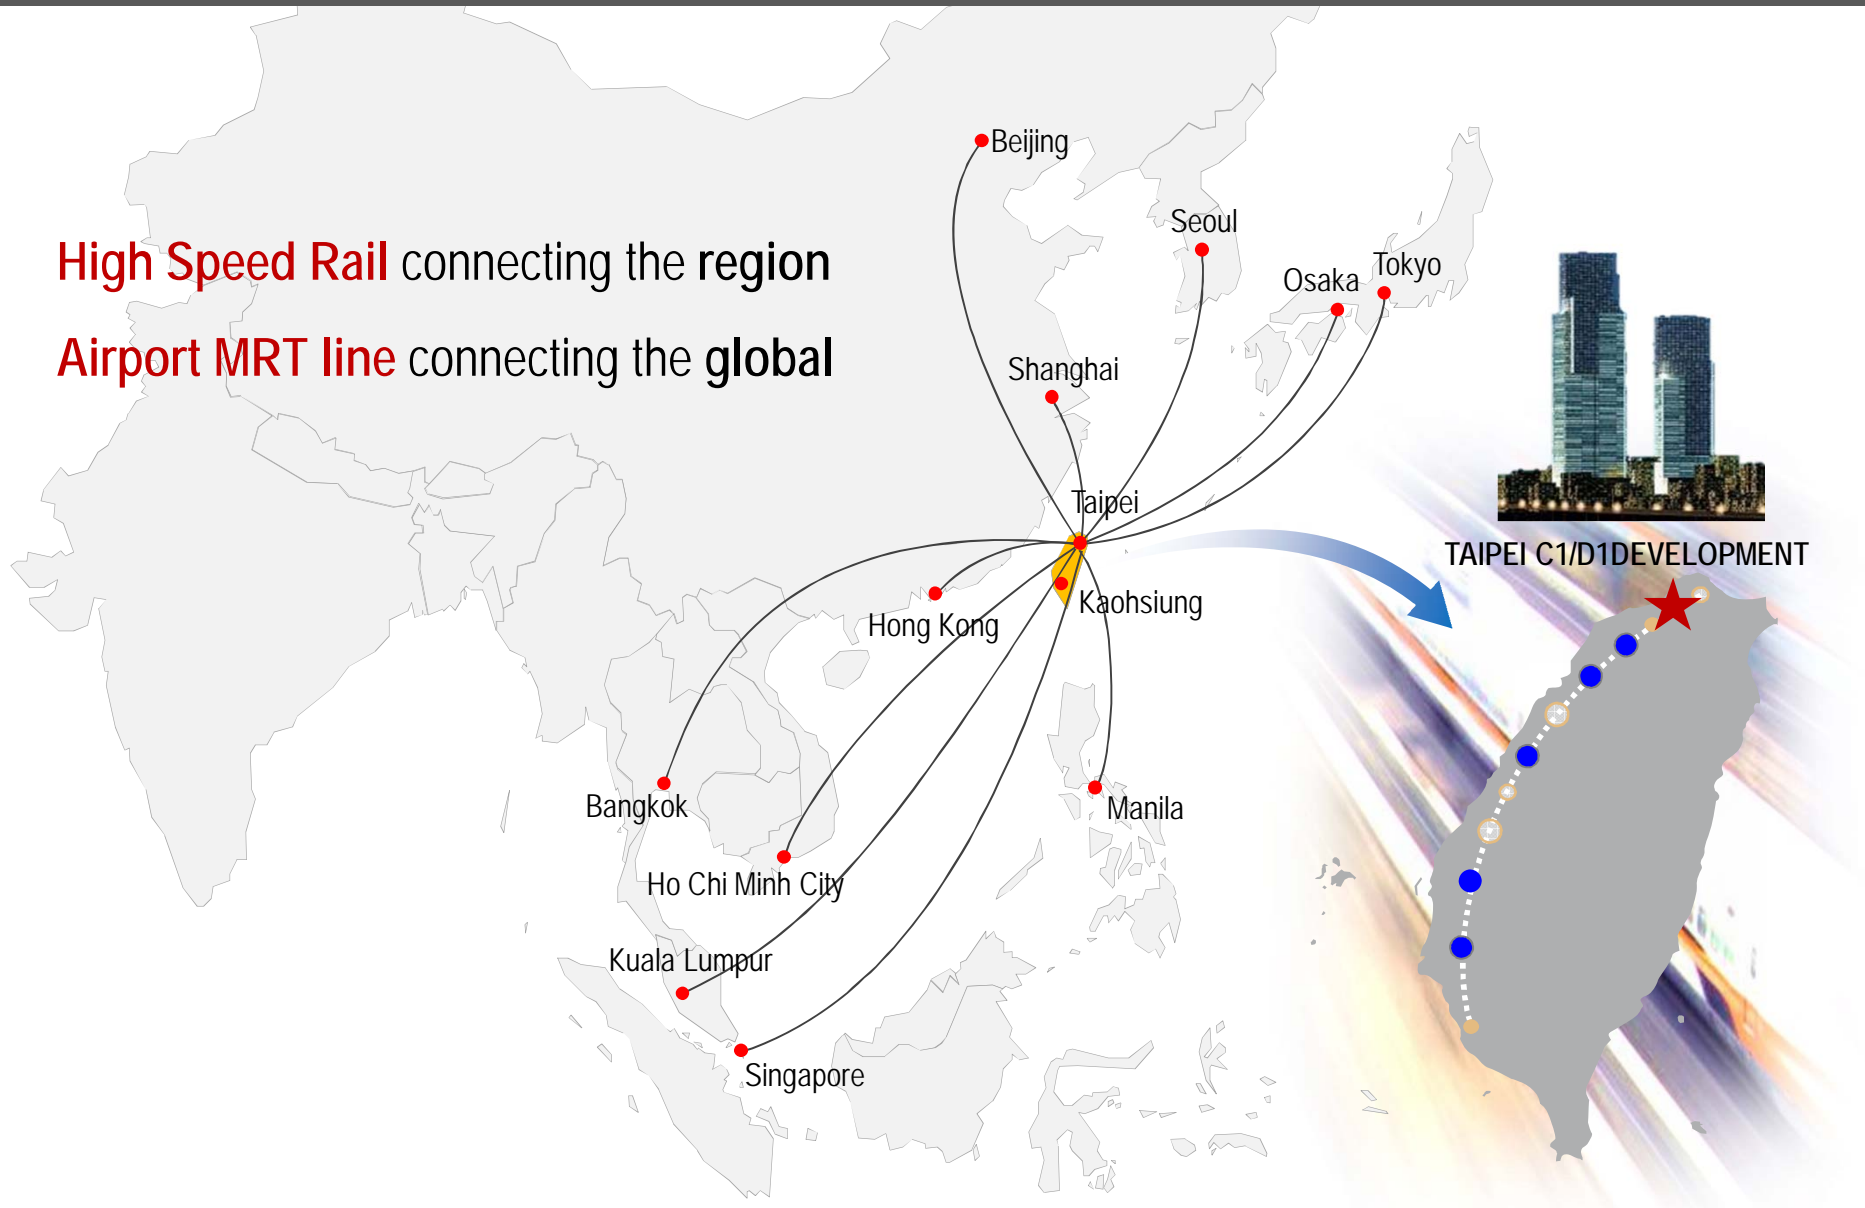 Beijing
Seoul
High Speed Rail connecting the region
Tokyo
Osaka
Airport MRT line connecting the global
Shanghai
Taipei
TAIPEI C1/D1DEVELOPMENT
Kaohsiung
Hong Kong
Bangkok
Manila
Ho Chi Minh City
Kuala Lumpur
Singapore